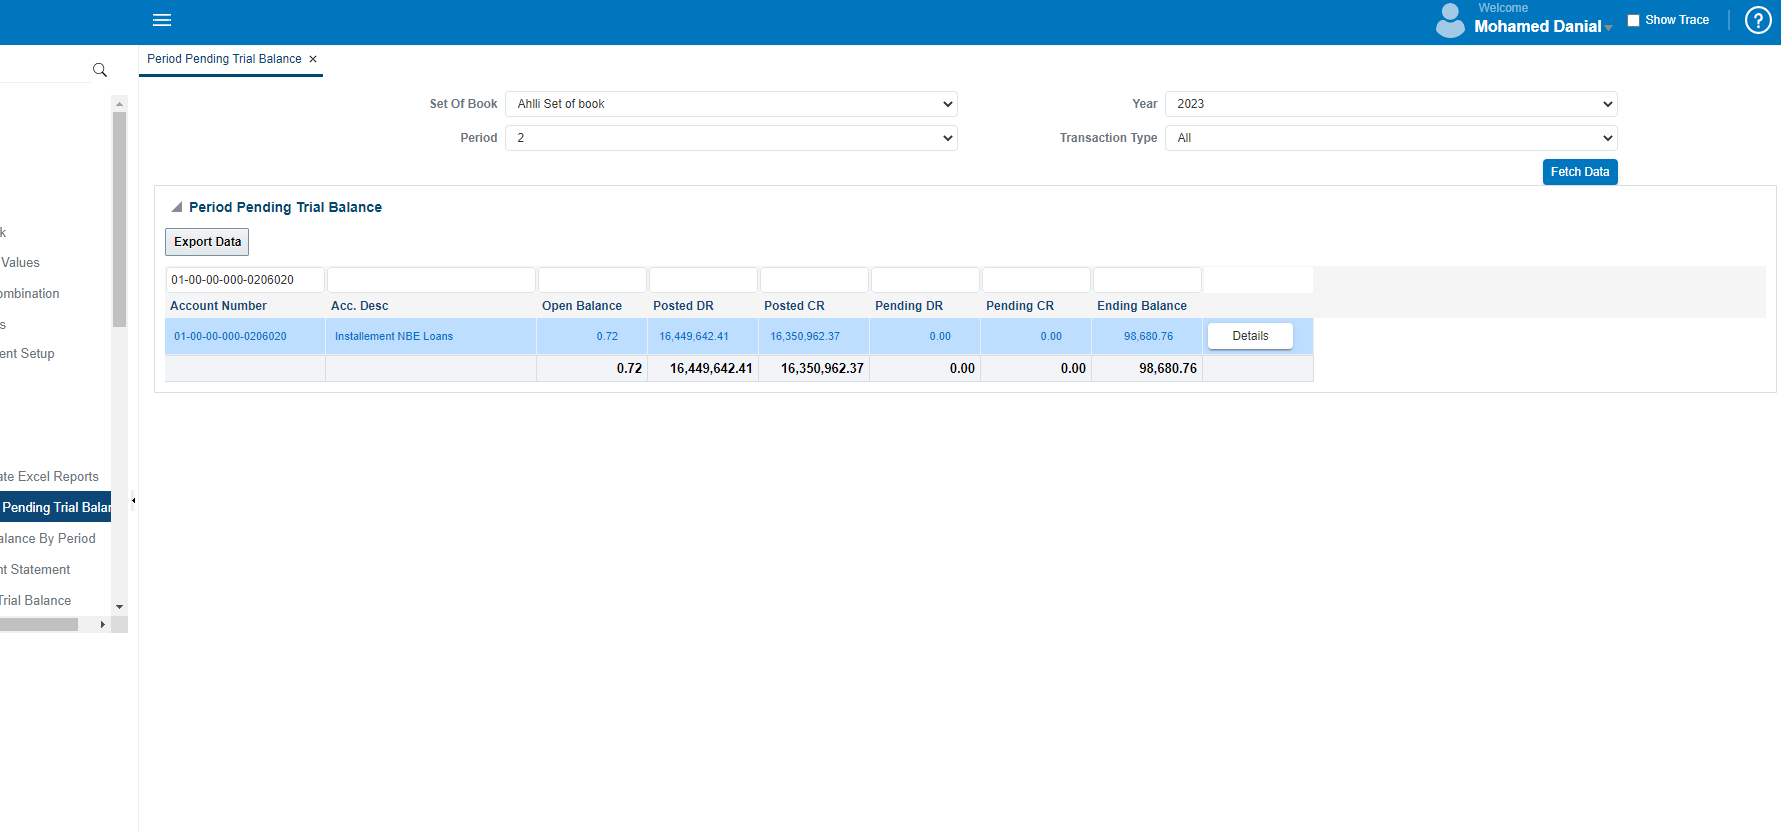 Welcome
Mohamed Danial
Show Trace
?
Period Pending Trial Balance ×
Set Of Book Ahlli Set of book
Year 2023
Period 2
Transaction Type All
Fetch Data
Period Pending Trial Balance
Export Data
01-00-00-000-0206020
Account Number Acc. Desc Open Balance Posted DR Posted CR Pending DR Pending CR Ending Balance
01-00-00-000-0206020 Installement NBE Loans 0.72 16,449,642.41 16,350,962.37 0.00 0.00 98,680.76 Details
0.72 16,449,642.41 16,350,962.37 0.00 0.00 98,680.76
k
Values
ombination
s
ent Setup
ate Excel Reports
Pending Trial Balar
alance By Period
nt Statement
Trial Balance